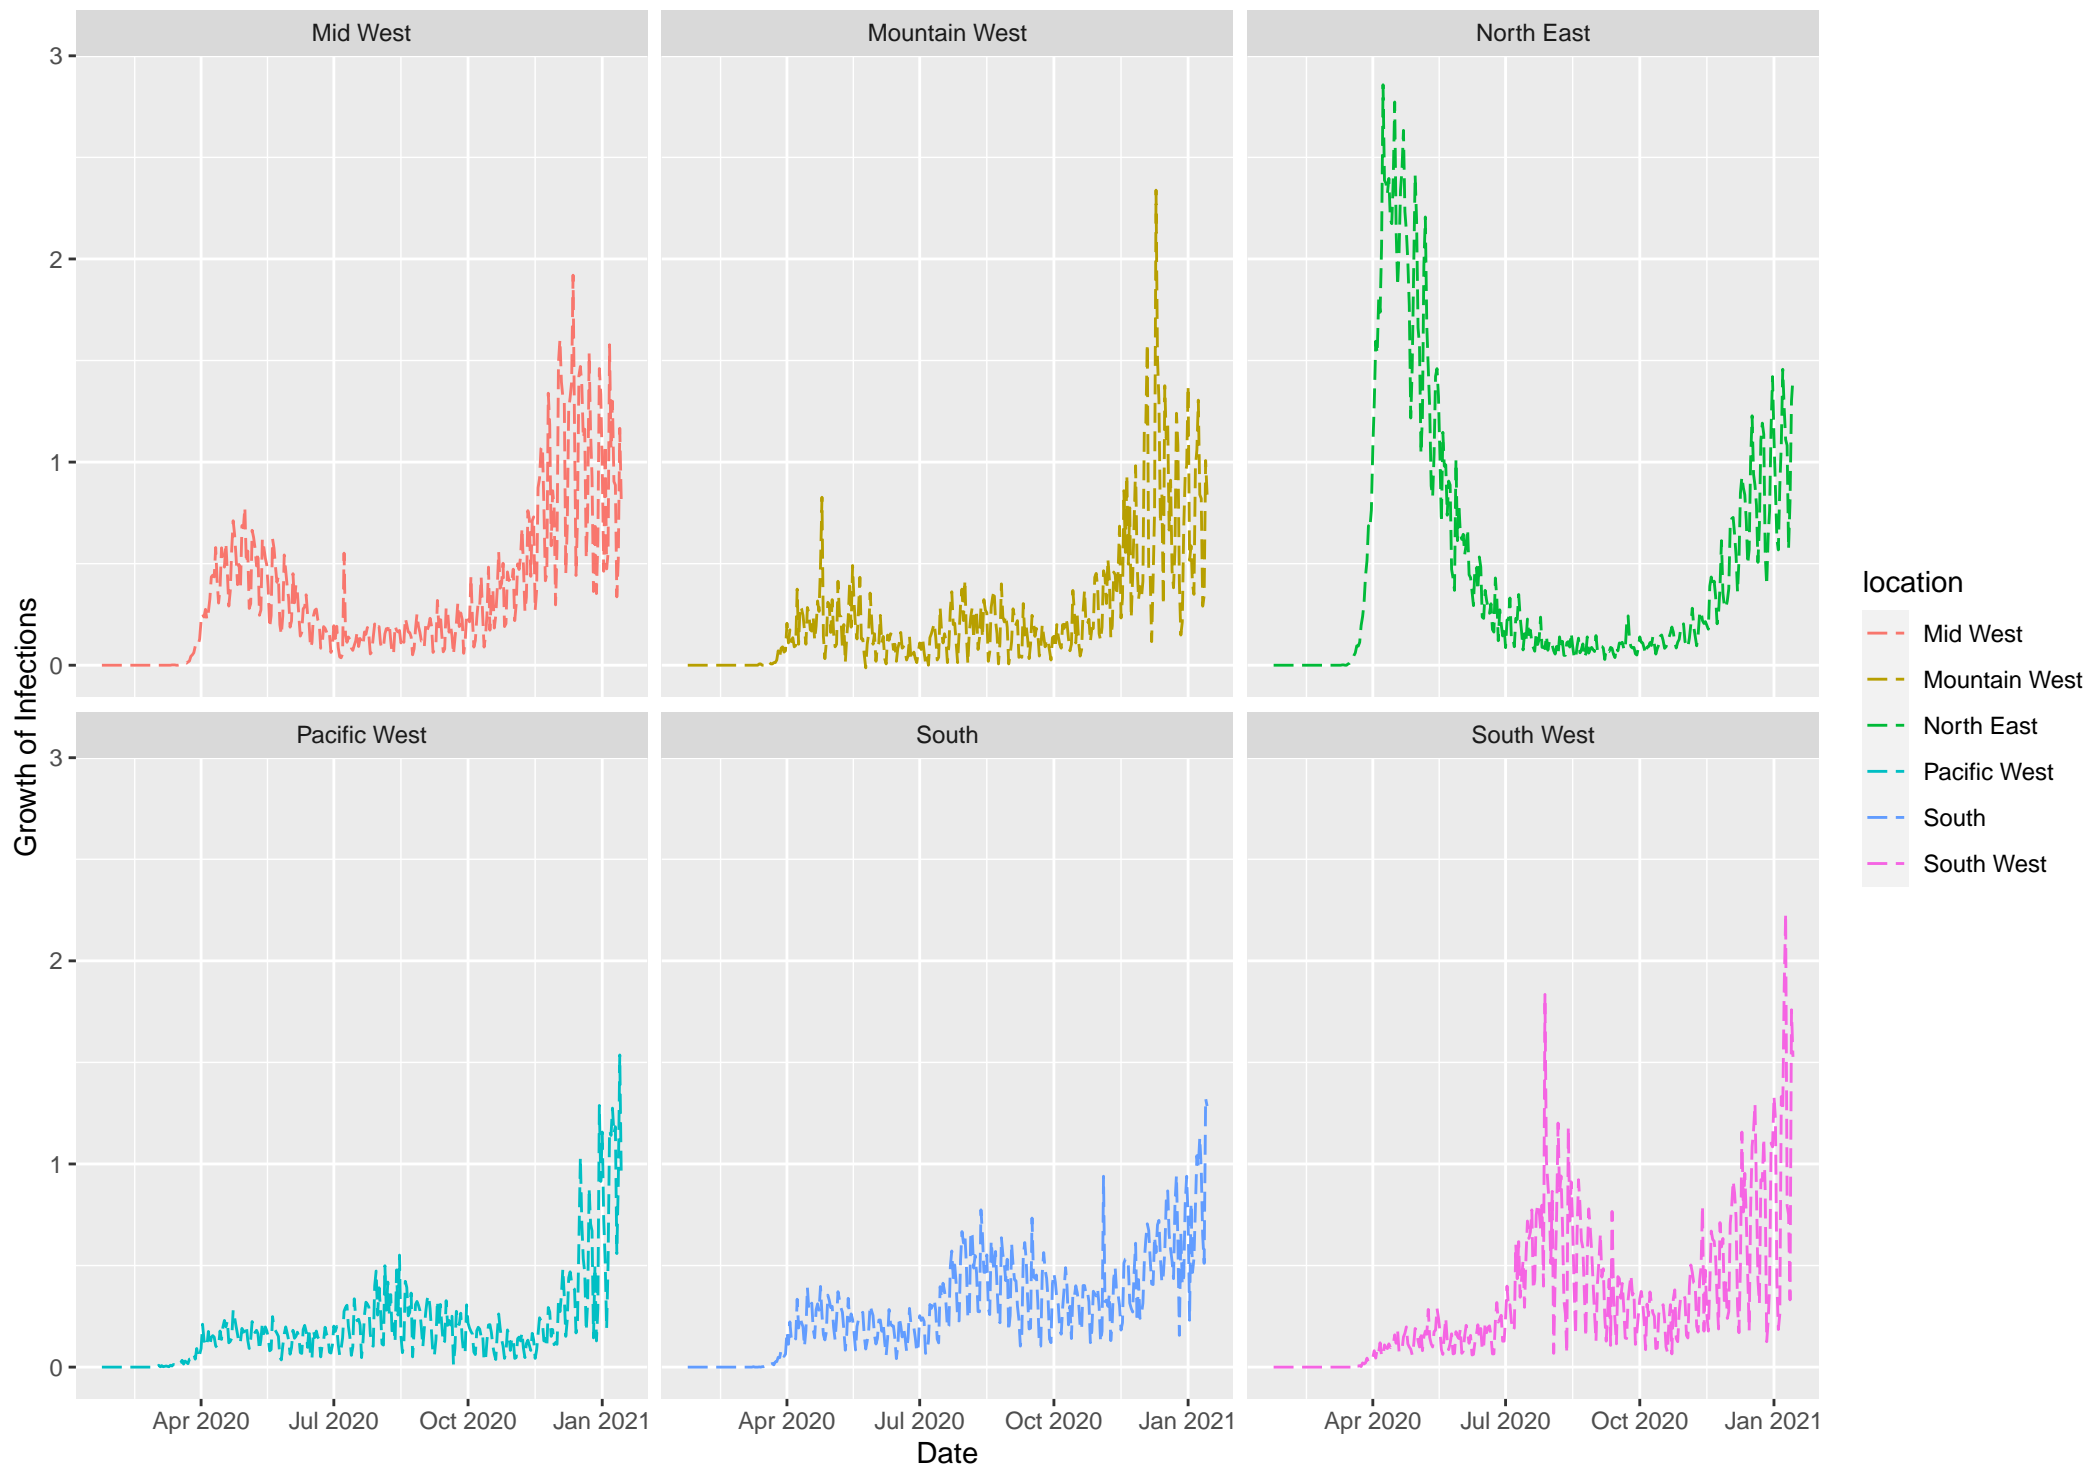 Mid West
Mountain West
North East
3
2
1
0
Pacific West
South
South West
3
2
1
0
Apr 2020 Jul 2020 Oct 2020 Jan 2021
Apr 2020 Jul 2020 Oct 2020 Jan 2021
Apr 2020 Jul 2020 Oct 2020 Jan 2021
Date
Growth of Infections
location
Mid West
Mountain West
North East
Pacific West
South
South West